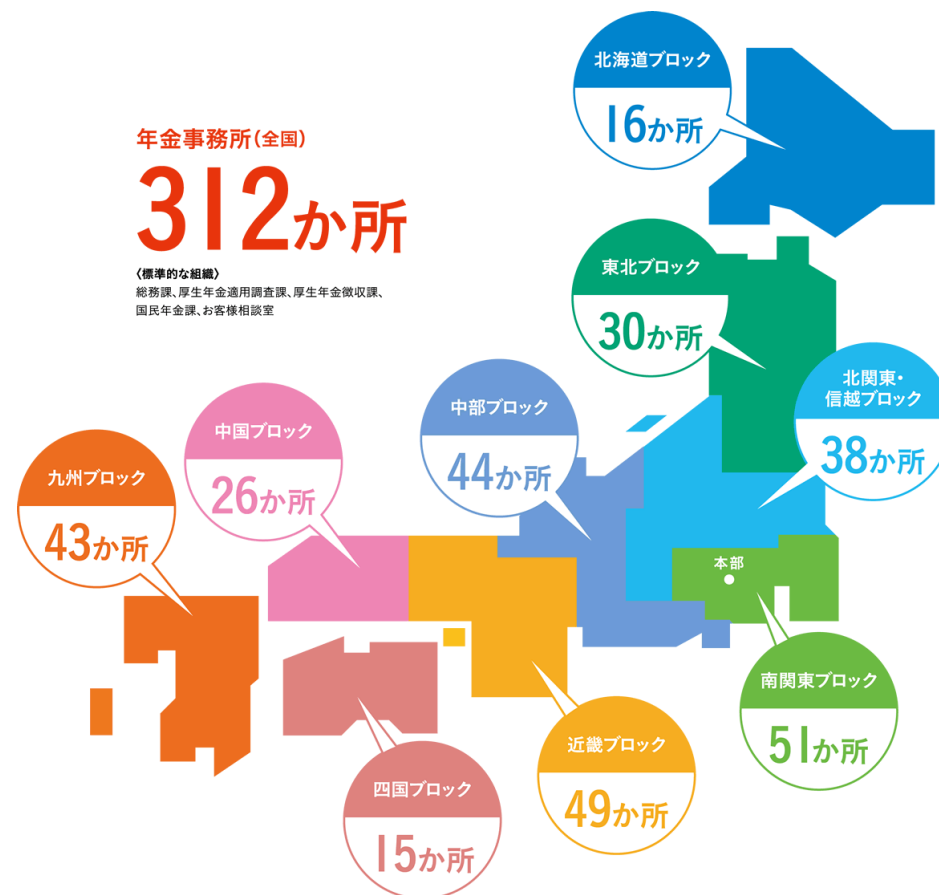 年金事務所(全国)
312か所
〈標準的な組織〉
総務課、厚生年金適用調査課、厚生年金徴収課、
国民年金課、お客様相談室
北海道ブロック
16か所
東北ブロック
30か所
北関東・
信越ブロック
38か所
中部ブロック
44か所
中国ブロック
26か所
九州ブロック
43か所
本部
南関東ブロック
51か所
近畿ブロック
49か所
四国ブロック
15か所